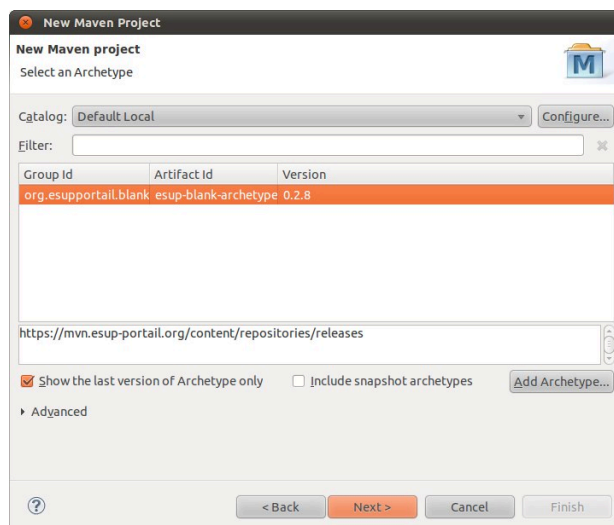 New Maven Project
New Maven project
Select an Archetype
M
Catalog: Default Local Configure...
Filter:
Group Id Artifact Id Version
org.esupportail.blank esup-blank-archetype 0.2.8
https://mvn.esup-portail.org/content/repositories/releases
Show the last version of Archetype only Include snapshot archetypes Add Archetype...
Advanced
? < Back Next > Cancel Finish